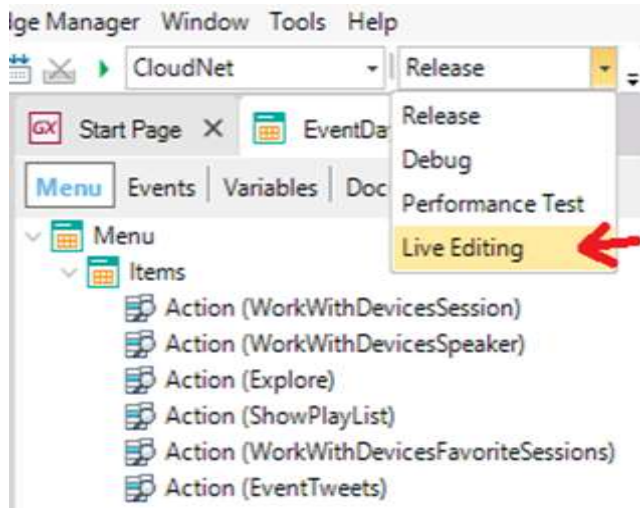 dge Manager Window Tools Help
CloudNet Release
GX Start Page EventDa
Release
Debug
Performance Test
Live Editing
Menu Events Variables Doc
Menu
Items
Action (WorkWithDevicesSession)
Action (WorkWithDevicesSpeaker)
Action (Explore)
Action (ShowPlayList)
Action (WorkWithDevicesFavoriteSessions)
Action (EventTweets)